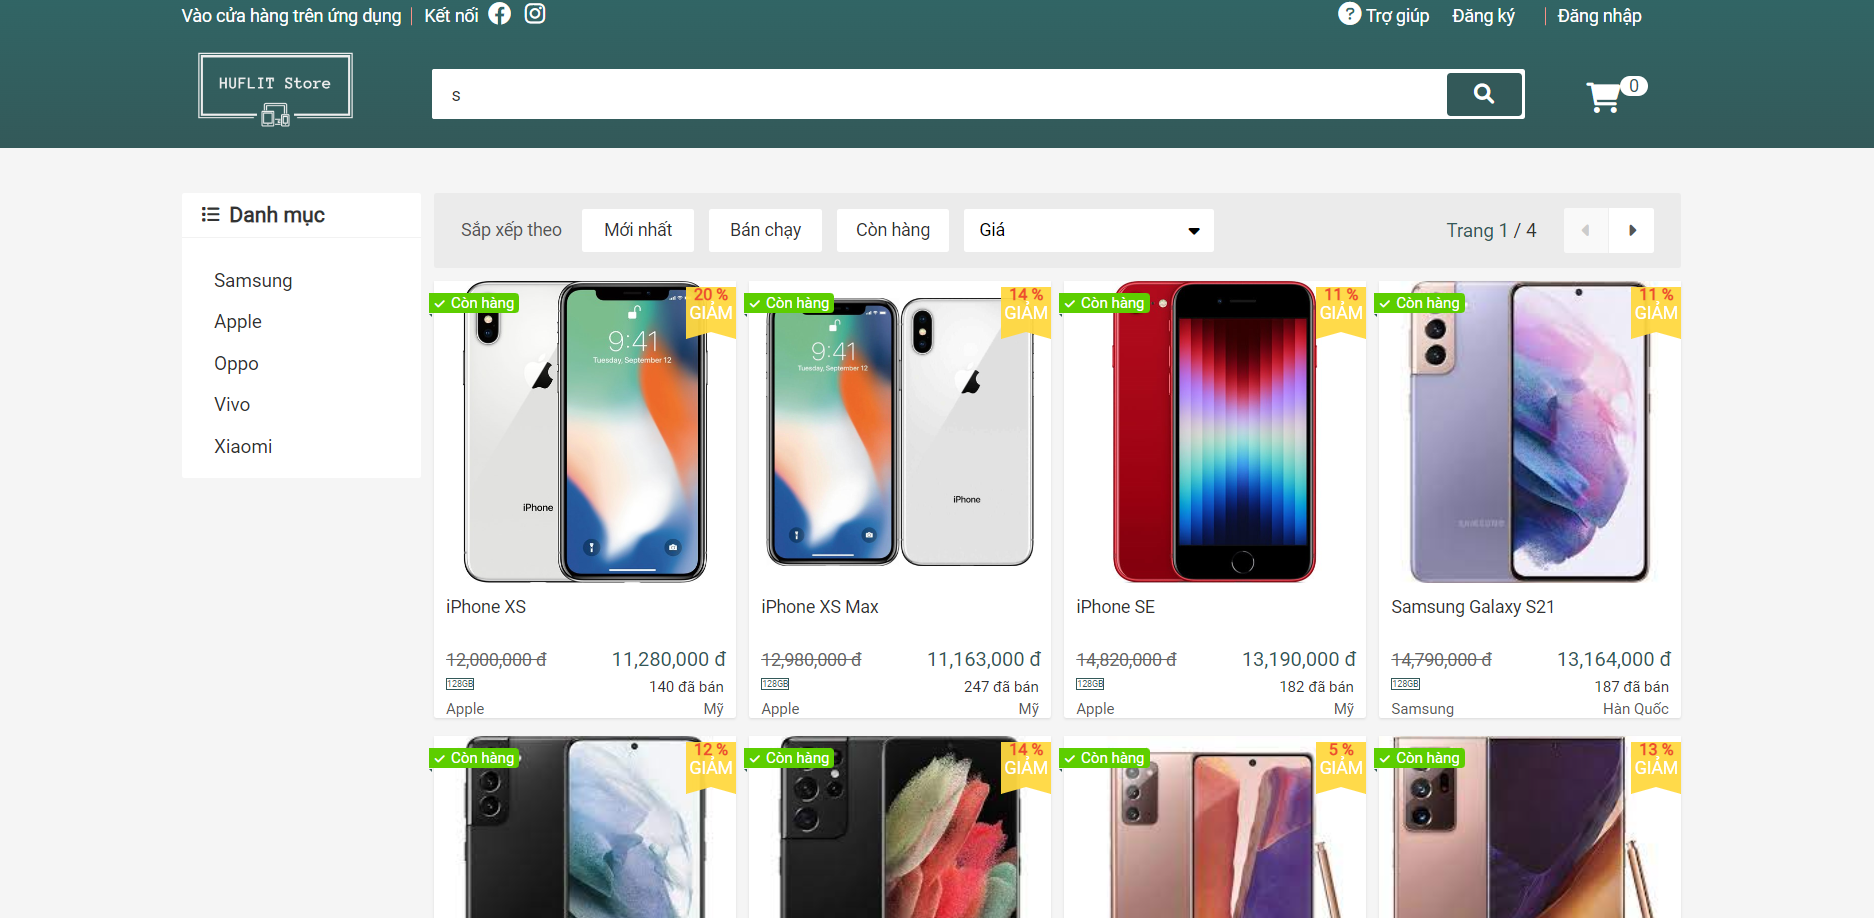 Vào cửa hàng trên ứng dụng
Kết nối
Trợ giúp
Đăng ký
Đăng nhập
HUFLIT Store
s
0
Danh mục
Samsung
Apple
Oppo
Vivo
Xiaomi
Sắp xếp theo
Mới nhất
Bán chạy
Còn hàng
Giá
Trang 1 / 4
Còn hàng
20 %
GIẢM
9:41
Tuesday, September 12
iPhone
iPhone XS
12,000,000 đ
11,280,000 đ
128GB
140 đã bán
Apple
Mỹ
Còn hàng
14 %
GIẢM
9:41
Tuesday, September 12
iPhone
iPhone XS Max
12,980,000 đ
11,163,000 đ
128GB
247 đã bán
Apple
Mỹ
Còn hàng
11 %
GIẢM
iPhone SE
14,820,000 đ
13,190,000 đ
128GB
182 đã bán
Apple
Mỹ
Còn hàng
11 %
GIẢM
SAMSUNG
Samsung Galaxy S21
14,790,000 đ
13,164,000 đ
128GB
187 đã bán
Samsung
Hàn Quốc
Còn hàng
12 %
GIẢM
Còn hàng
14 %
GIẢM
Còn hàng
5 %
GIẢM
Còn hàng
13 %
GIẢM